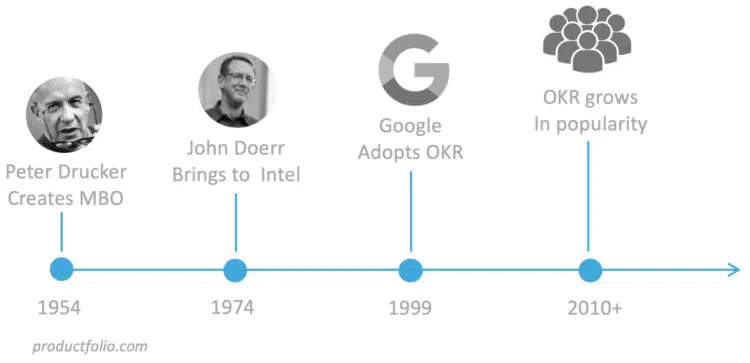 Peter Drucker
Creates MBO
John Doerr
Brings to Intel
Google
Adopts OKR
OKR grows
In popularity
1954
1974
1999
2010+
productfolio.com